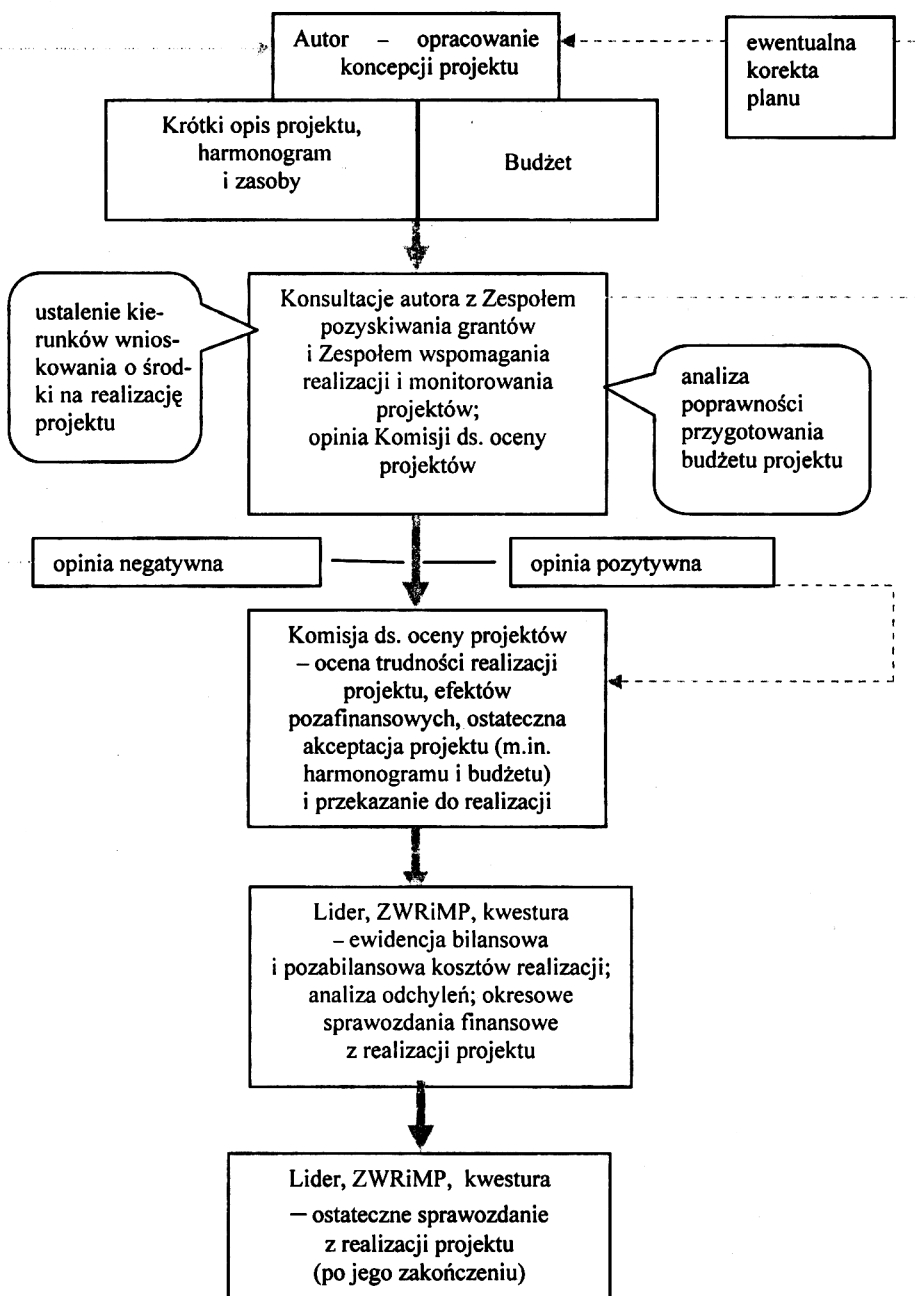 Autor – opracowanie
koncepcji projektu
ewentualna
korekta
planu
Krótki opis projektu,
harmonogram
i zasoby
Budżet
ustalenie kie-
runków wnios-
kowania o środ-
ki na realizację
projektu
Konsultacje autora z Zespołem
pozyskiwania grantów
i Zespołem wspomagania
realizacji i monitorowania
projektów;
opinia Komisji ds. oceny
projektów
analiza
poprawności
przygotowania
budżetu projektu
opinia negatywna
opinia pozytywna
Komisja ds. oceny projektów
– ocena trudności realizacji
projektu, efektów
pozafinansowych, ostateczna
akceptacja projektu (m.in.
harmonogramu i budżetu)
i przekazanie do realizacji
Lider, ZWRiMP, kwestura
– ewidencja bilansowa
i pozabilansowa kosztów realizacji;
analiza odchyleń; okresowe
sprawozdania finansowe
z realizacji projektu
Lider, ZWRiMP, kwestura
– ostateczne sprawozdanie
z realizacji projektu
(po jego zakończeniu)